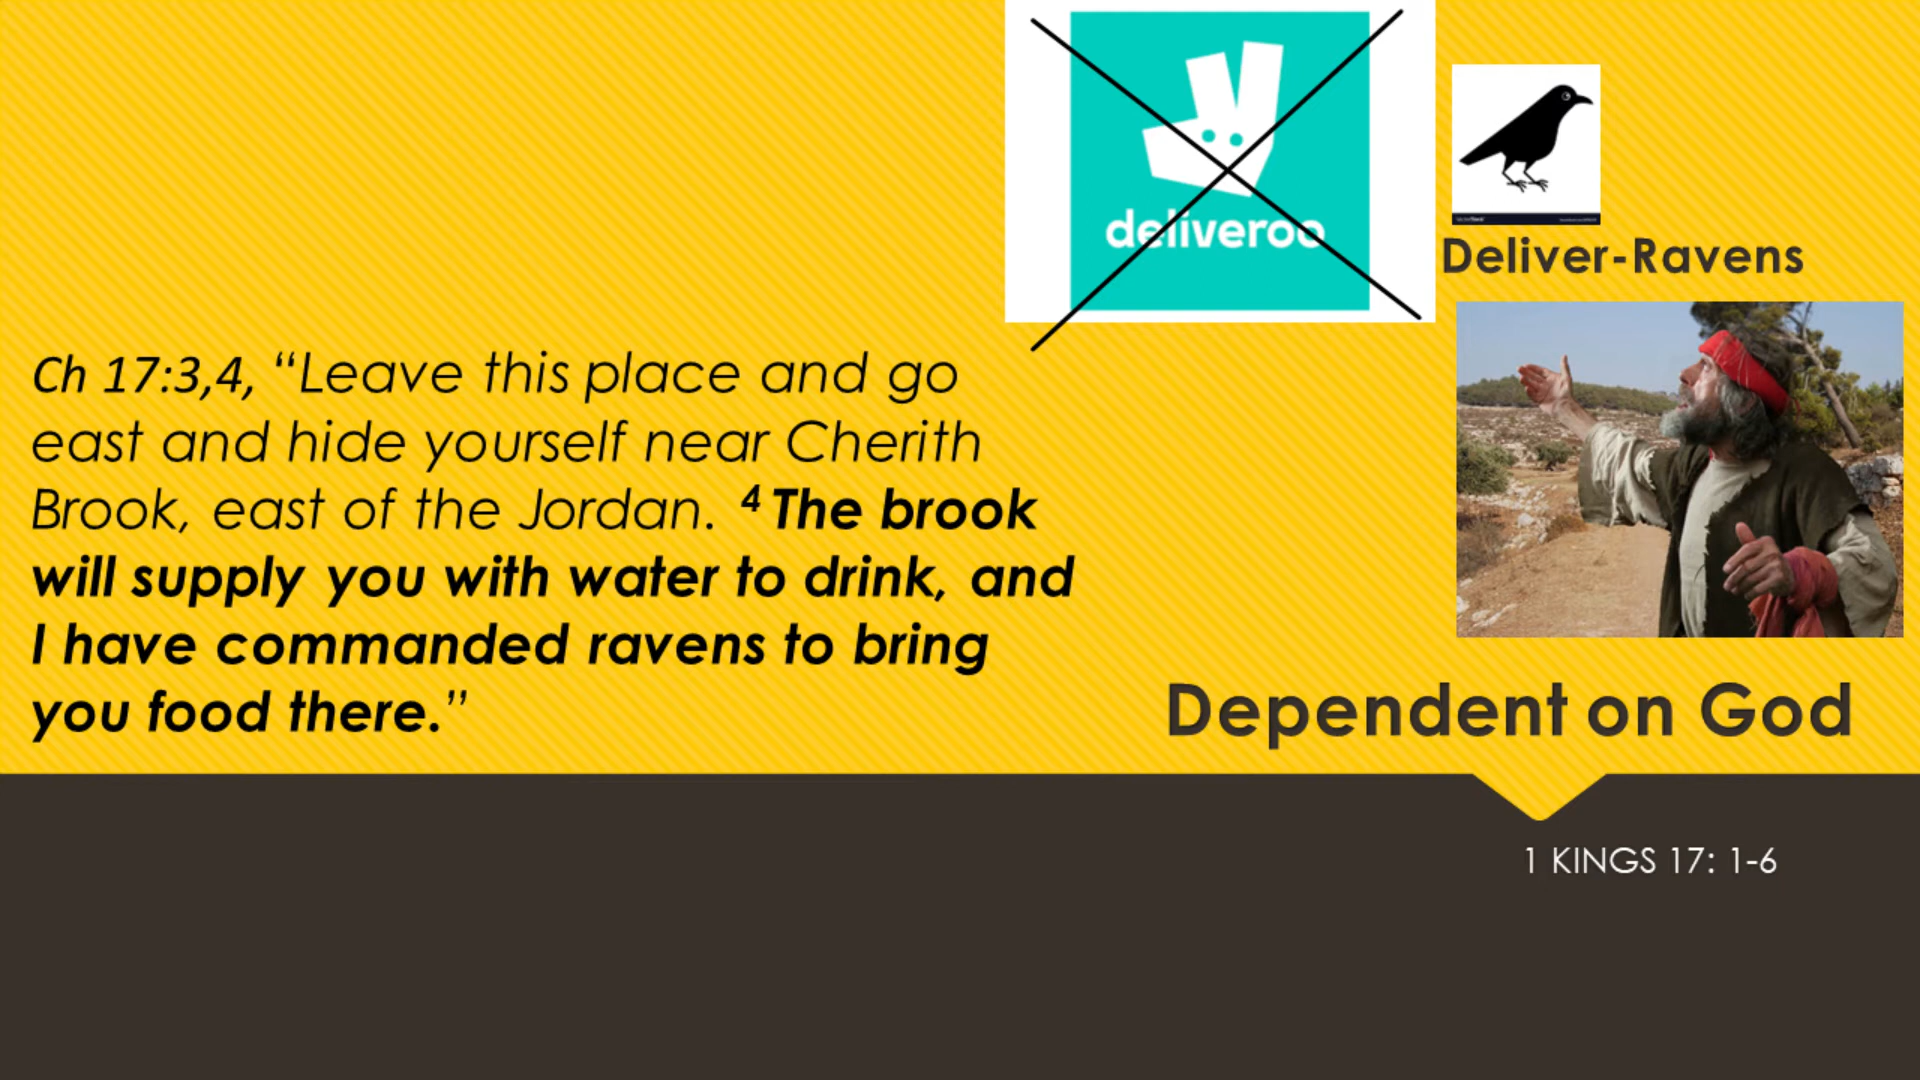 deliveroo
Deliver-Ravens
Ch 17:3,4, “Leave this place and go
east and hide yourself near Cherith
Brook, east of the Jordan. 4 The brook
will supply you with water to drink, and
I have commanded ravens to bring
you food there.”
Dependent on God
1 KINGS 17: 1-6